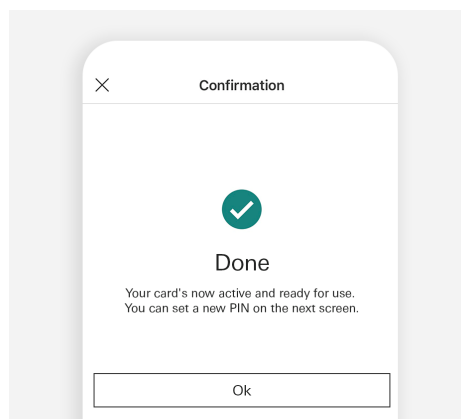 Confirmation
Done
Your card's now active and ready for use.
You can set a new PIN on the next screen.
Ok